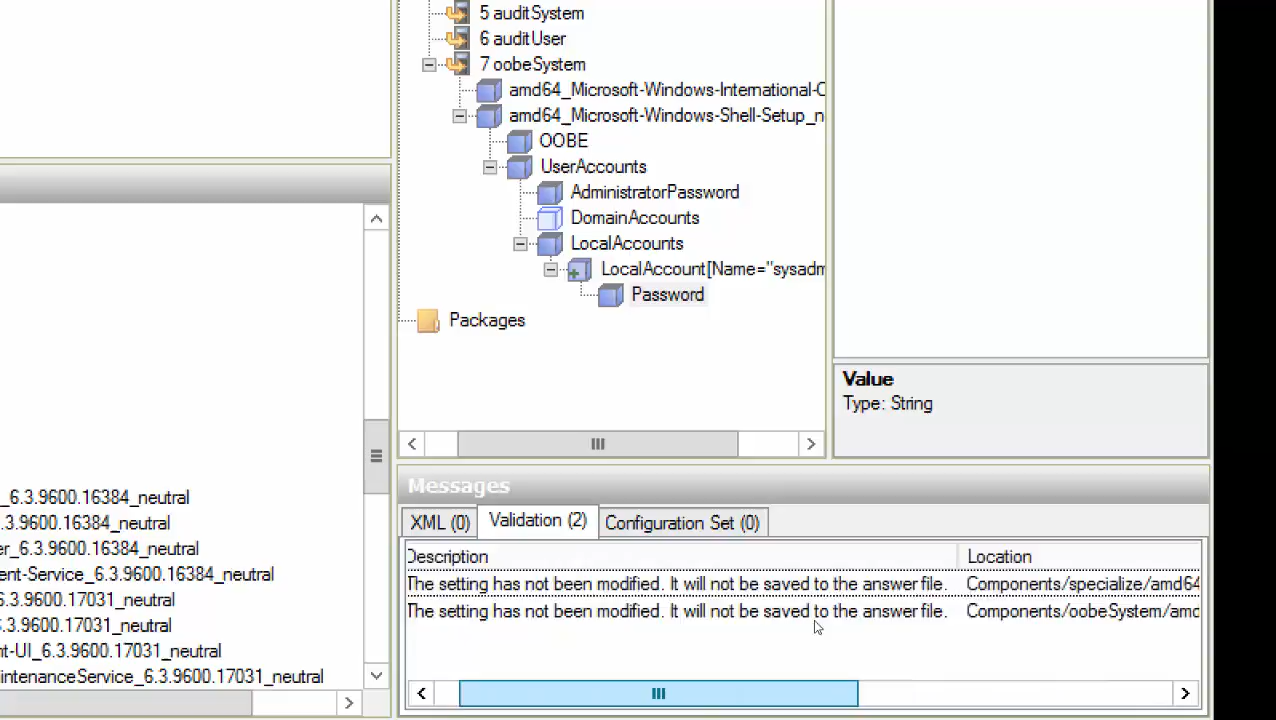 5 auditSystem
6 auditUser
7 oobeSystem
amd64_Microsoft-Windows-International-C
amd64_Microsoft-Windows-Shell-Setup_n
OOBE
UserAccounts
AdministratorPassword
DomainAccounts
LocalAccounts
LocalAccount[Name="sysadm
Password
Packages
Value
Type: String
_6.3.9600.16384_neutral
.3.9600.16384_neutral
er_6.3.9600.16384_neutral
ent-Service_6.3.9600.16384_neutral
6.3.9600.17031_neutral
6.3.9600.17031_neutral
nt-UI_6.3.9600.17031_neutral
intenanceService_6.3.9600.17031_neutral
Messages
XML (0) Validation (2) Configuration Set (0)
Description Location
The setting has not been modified. It will not be saved to the answer file. Components/specialize/amd64
The setting has not been modified. It will not be saved to the answer file. Components/oobeSystem/amd